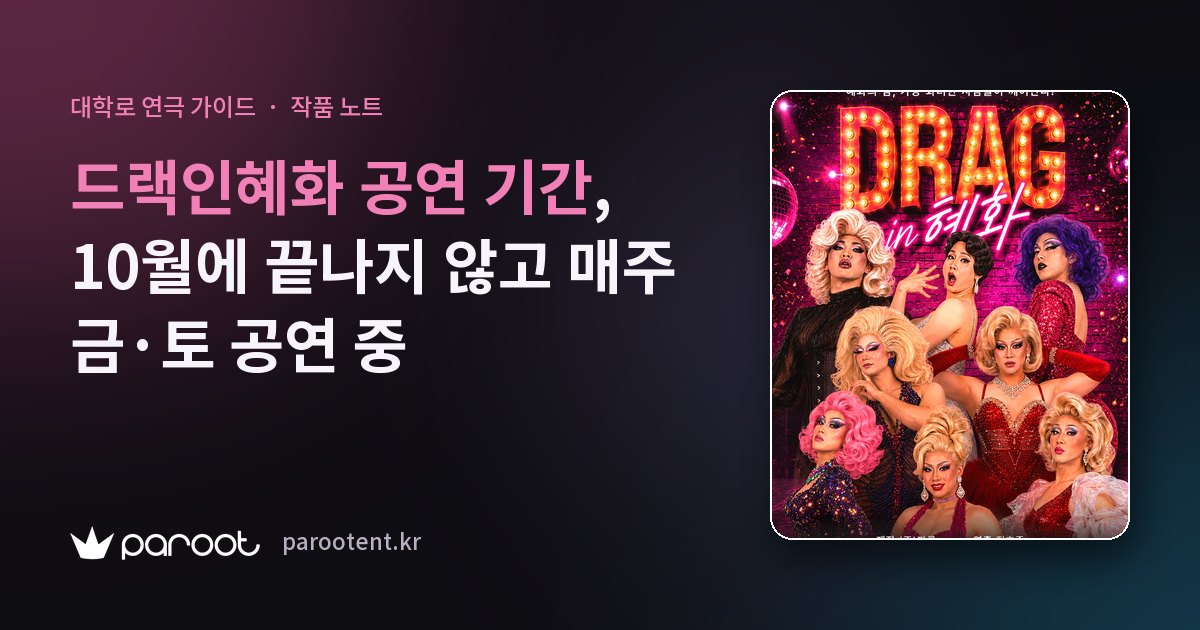 대학로 연극 가이드 · 작품 노트
드랙인혜화 공연 기간,
10월에 끝나지 않고 매주
금·토 공연 중
paroot parootent.kr
DRAG
in 혜화